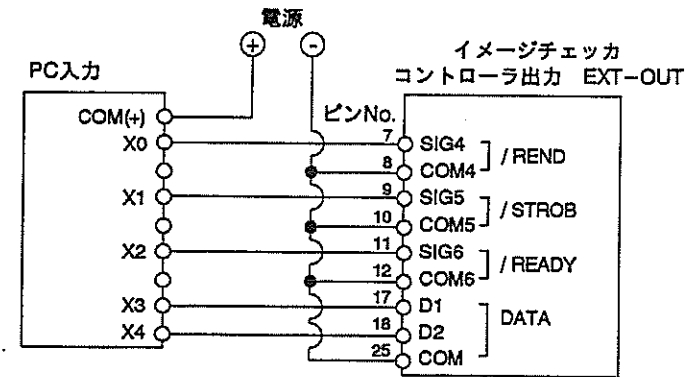 電源
+ -
PC入力
イメージチェッカ
コントローラ出力 EXT-OUT
COM(+)
ピンNo.
X0 7 SIG4
/ REND
8 COM4
X1 9 SIG5
/ STROB
10 COM5
X2 11 SIG6
/ READY
12 COM6
X3 17 D1
DATA
X4 18 D2
25 COM